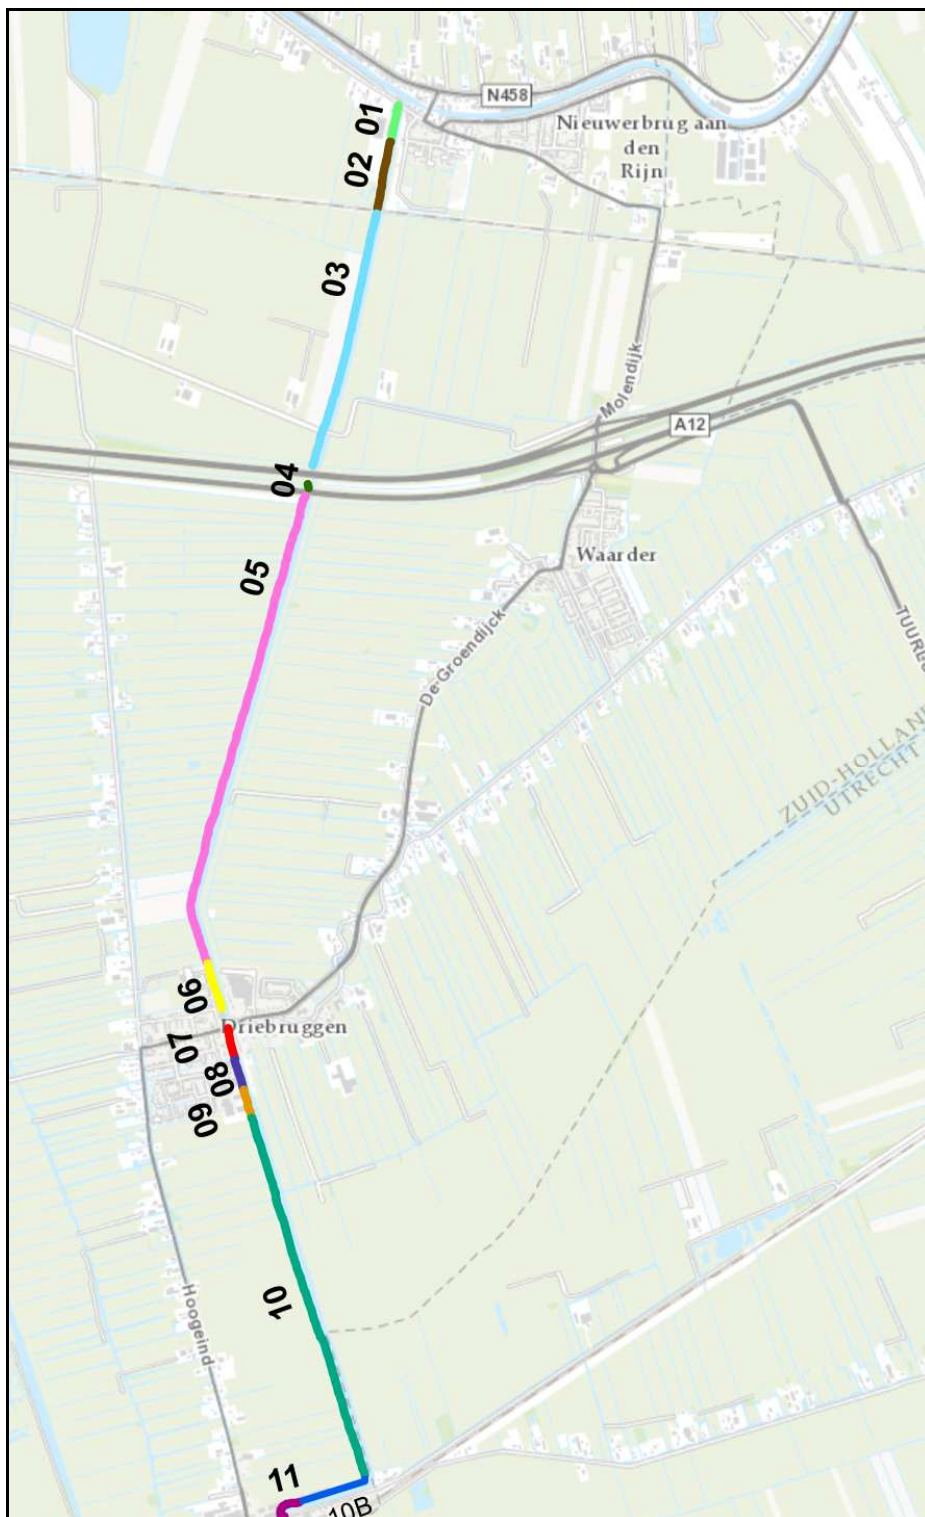 01
N458
Nieuwerbrug aan
den
Rijn
02
03
Molendijk
A12
04
Waarder
05
De Groendijck
ZUID-HOLLAND
UTRECHT
06
Driebruggen
07
08
09
10
Hoogeind
11
10B